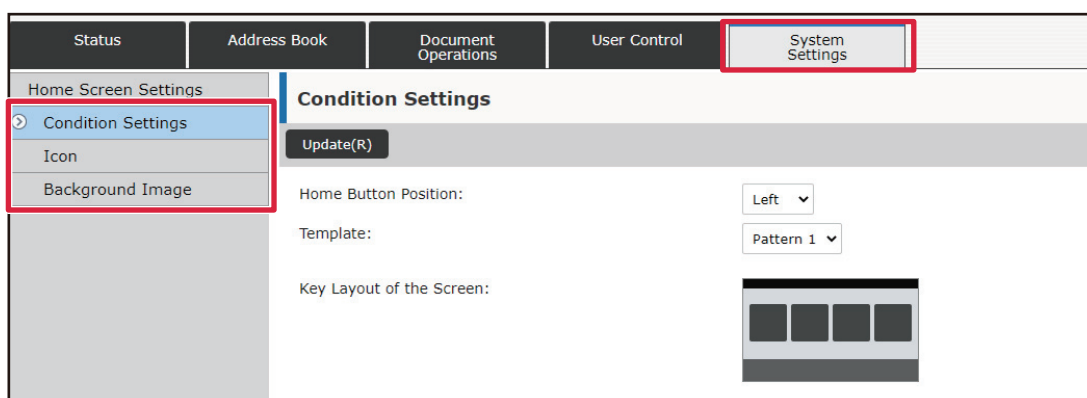 Status
Address Book
Document
Operations
User Control
System
Settings
Home Screen Settings
Condition Settings
Icon
Background Image
Condition Settings
Update(R)
Home Button Position:
Left
Template:
Pattern 1
Key Layout of the Screen: